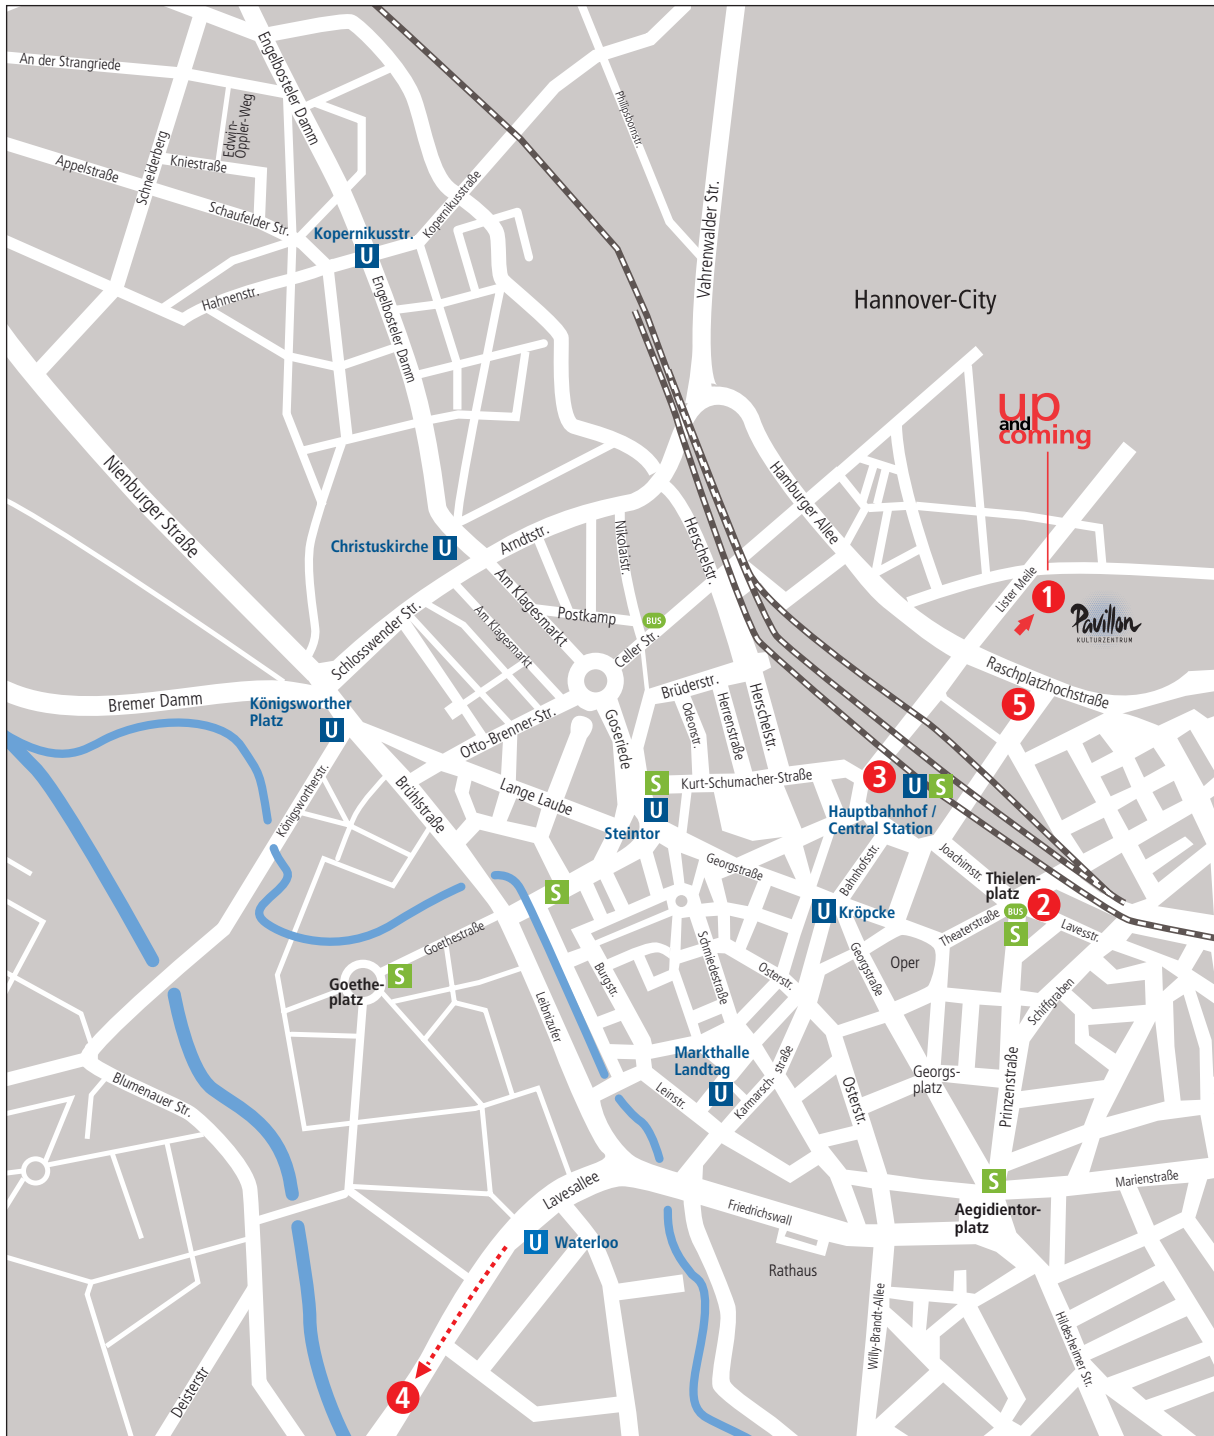 An der Strangriede
Engelbosteler Damm
Edwin-
Oppler-Weg
Philipsbornstr.
Schneiderberg
Kniestraße
Appelstraße
Schaufelder Str.
Kopernikusstraße
Vahrenwalder Str.
Kopernikusstr.
U
Hahnenstr.
Engelbosteler Damm
Hannover-City
up
and
coming
Nienburger Straße
Hamburger Allee
Christuskirche U
Arndtstr.
Nikolaistr.
Herschelstr.
Am Klagesmarkt
Lister Meile
1
Pavillon
KULTURZENTRUM
Schlosswender Str.
Am Klagesmarkt
Postkamp
BUS
Celler Str.
Raschplatzhochstraße
5
Bremer Damm
Königsworther
Platz
U
Brüderstr.
Odeonstr.
Herrenstraße
Herschelstr.
Otto-Brenner-Str.
Goseriede
Königswortherstr.
Brühlstraße
Lange Laube
S
U
Steintor
Kurt-Schumacher-Straße
3
U S
Hauptbahnhof /
Central Station
Georgstraße
Bahnhofsstr.
Joachimstr.
Thielen-
platz
2
BUS
S
S
U Kröpcke
Theaterstraße
Lavesstr.
Goethestraße
Goethe-
platz
S
Schmiedestraße
Georgstraße
Oper
Burgstr.
Osterstr.
Leibnizufer
Schiffgraben
Markthalle
Landtag
U
Karmarsch-
straße
Leinstr.
Osterstr.
Georgs-
platz
Prinzenstraße
Blumenauer Str.
S
Aegidientor-
platz
Marienstraße
Lavesallee
Friedrichswall
U Waterloo
Rathaus
Willy-Brandt-Allee
Hildesheimer Str.
Deisterstr
4